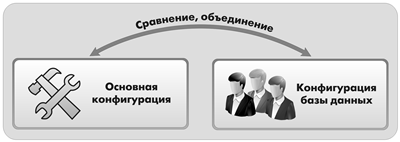 Сравнение, объединение
Основная
конфигурация
Конфигурация
базы данных